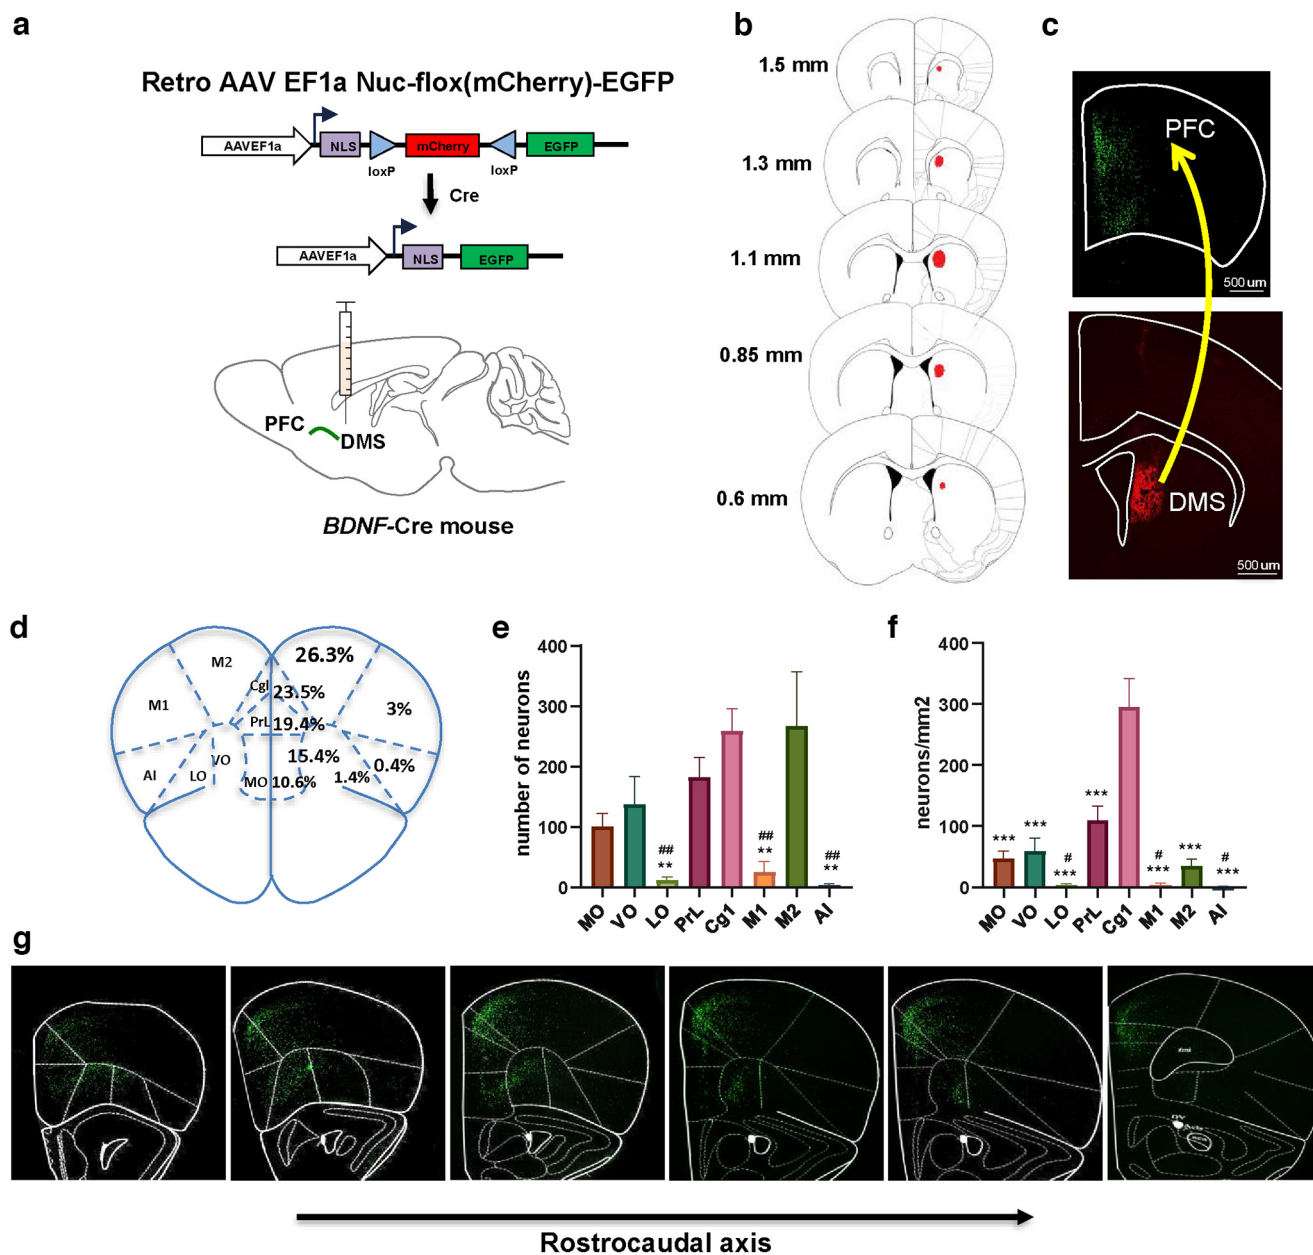 a
Retro AAV EF1a Nuc-flox(mCherry)-EGFP
AAVEF1a NLS mCherry EGFP
loxP loxP
Cre
AAVEF1a NLS EGFP
PFC DMS
BDNF-Cre mouse
b
1.5 mm
1.3 mm
1.1 mm
0.85 mm
0.6 mm
c
PFC
500 um
DMS
500 um
d
M2 26.3%
Cgl 23.5%
M1 3%
PrL 19.4%
VO 15.4%
AI LO 1.4% 0.4%
MO 10.6%
e
number of neurons
400
300
200
100
0
## ** ## ** ## **
MO VO LO PrL Cg1 M1 M2 AI
f
neurons/mm2
400
300
200
100
0
*** *** # *** *** # *** *** # ***
MO VO LO PrL Cg1 M1 M2 AI
g
OV
Rostrocaudal axis